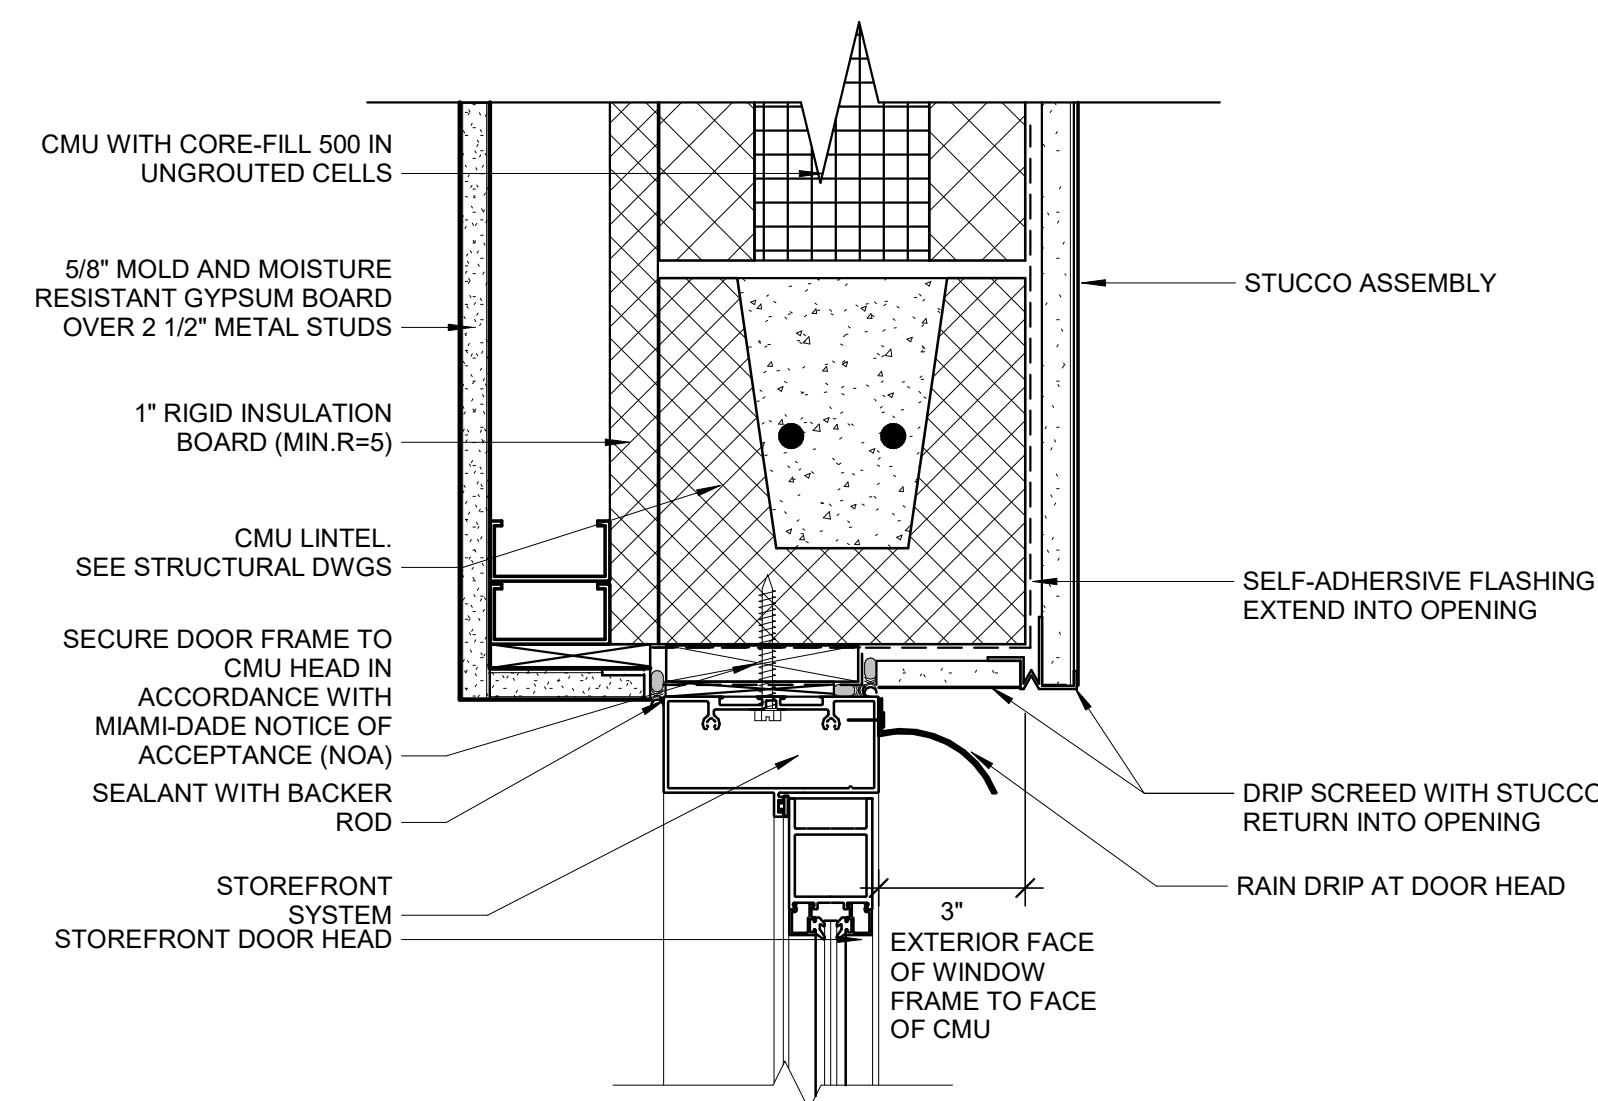 CMU WITH CORE-FILL 500 IN
UNGROUTED CELLS
5/8" MOLD AND MOISTURE
RESISTANT GYPSUM BOARD
OVER 2 1/2" METAL STUDS
1" RIGID INSULATION
BOARD (MIN.R=5)
CMU LINTEL.
SEE STRUCTURAL DWGS
SECURE DOOR FRAME TO
CMU HEAD IN
ACCORDANCE WITH
MIAMI-DADE NOTICE OF
ACCEPTANCE (NOA)
SEALANT WITH BACKER
ROD
STOREFRONT
SYSTEM
STOREFRONT DOOR HEAD
STUCCO ASSEMBLY
SELF-ADHERSIVE FLASHING
EXTEND INTO OPENING
DRIP SCREED WITH STUCCO
RETURN INTO OPENING
RAIN DRIP AT DOOR HEAD
3"
EXTERIOR FACE
OF WINDOW
FRAME TO FACE
OF CMU